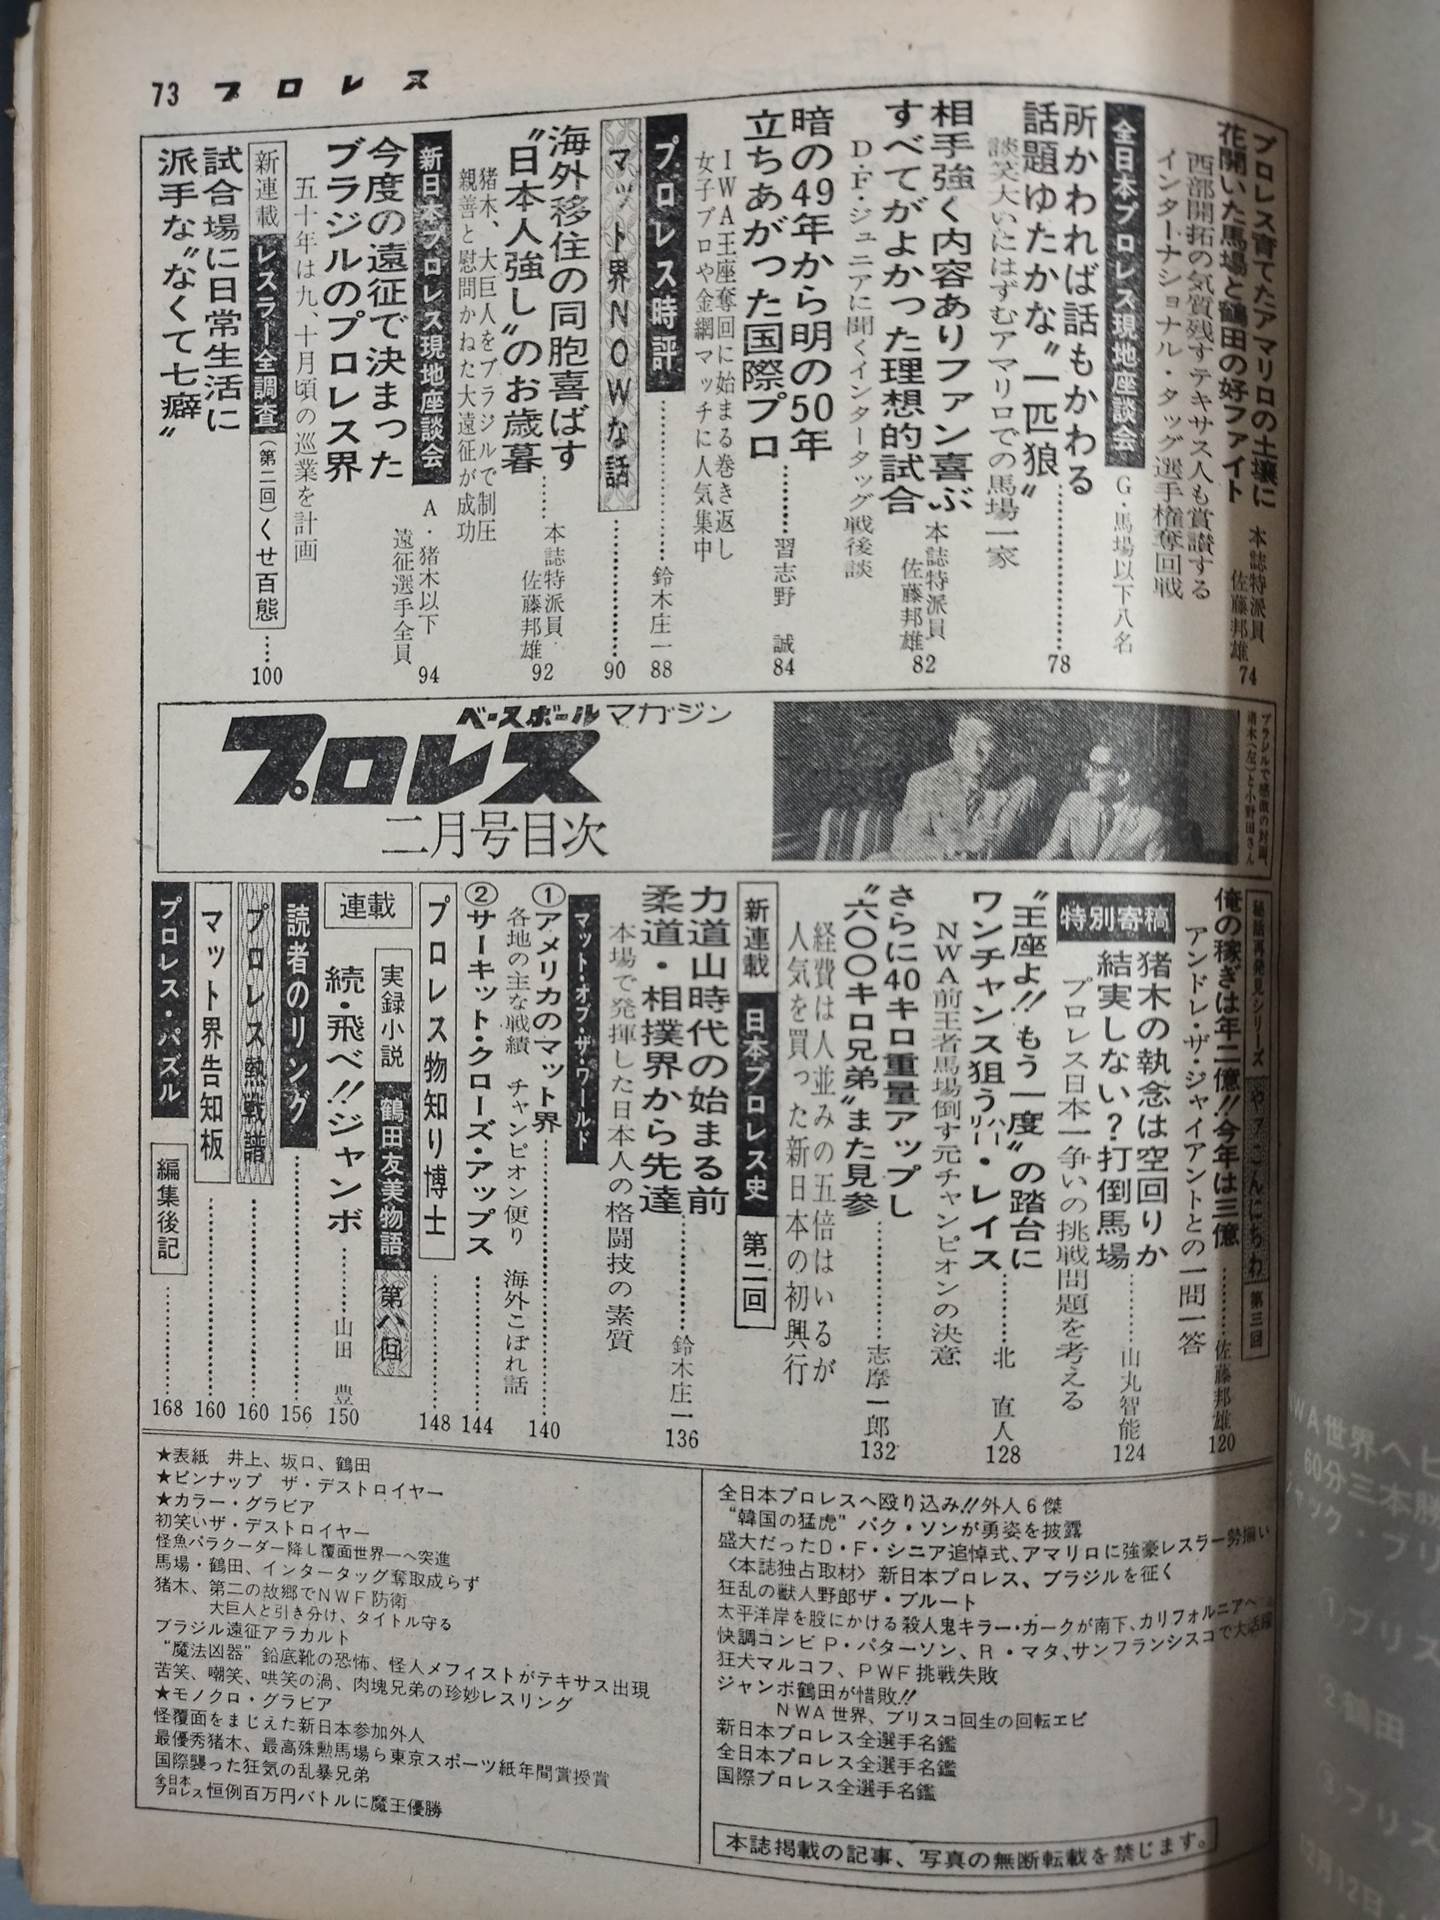 73 プロレス
プロレス育てたアマリロの土壌に
花開いた馬場と鶴田の好ファイト
西部開拓の気質残すテキサス人も賞讃する
インターナショナル・タッグ選手権奪回戦
本誌特派員
佐藤邦雄
74
全日本プロレス現地座談会
G・馬場以下八名
所かわれば話もかわる
話題ゆたかな〝一匹狼〟
78
談笑大いにはずむアマリロでの馬場一家
相手強く内容ありファン喜ぶ
すべてがよかった理想的試合
本誌特派員
佐藤邦雄
82
D・F・ジュニアに聞くインタータッグ戦後談
暗の49年から明の50年
立ちあがった国際プロ
習志野 誠
84
IWA王座奪回に始まる巻き返し
女子プロや金網マッチに人気集中
プロレス時評
鈴木庄一
88
マット界NOWな話
90
海外移住の同胞喜ばす
〝日本人強し〟のお歳暮
本誌特派員
佐藤邦雄
92
猪木、大巨人をブラジルで制圧
親善と慰問かねた大遠征が成功
新日本プロレス現地座談会
A・猪木以下
遠征選手全員
94
今度の遠征で決まった
ブラジルのプロレス界
五十年は九、十月頃の巡業を計画
新連載 レスラー全調査(第二回)くせ百態
100
試合場に日常生活に
派手な〝なくて七癖〟
ベースボールマガジン
プロレス
二月号目次
ブラジルで感激の対面、
猪木(左)と小野田さん
秘話再発見シリーズ やァこんにちわ 第三回
俺の稼ぎは年二億!!今年は三億
佐藤邦雄
120
アンドレ・ザ・ジャイアントとの一問一答
特別寄稿
猪木の執念は空回りか
結実しない?打倒馬場
山丸智能
124
プロレス日本一争いの挑戦問題を考える
〝王座よ!!もう一度〟の踏台に
ワンチャンス狙うハーリー・レイス
北 直人
128
NWA前王者馬場倒す元チャンピオンの決意
さらに40キロ重量アップし
〝六〇〇キロ兄弟〟また見参
志摩一郎
132
経費は人並みの五倍はいるが
人気を買った新日本の初興行
新連載 日本プロレス史 第二回
力道山時代の始まる前
柔道・相撲界から先達
鈴木庄一
136
本場で発揮した日本人の格闘技の素質
マット・オブ・ザ・ワールド
①アメリカのマット界
140
各地の主な戦績 チャンピオン便り 海外こぼれ話
②サーキット・クローズ・アップス
144
プロレス物知り博士
148
連載 実録小説 鶴田友美物語 第八回
続・飛べ!!ジャンボ
山田 豊
150
読者のリング
156
プロレス熱戦譜
160
マット界告知板
160
プロレス・パズル 編集後記
168
★表紙 井上、坂口、鶴田
★ピンナップ ザ・デストロイヤー
★カラー・グラビア
初笑いザ・デストロイヤー
怪魚バラクーダー降し覆面世界一へ突進
馬場・鶴田、インタータッグ奪取成らず
猪木、第二の故郷でNWF防衛
大巨人と引き分け、タイトル守る
ブラジル遠征アラカルト
“魔法凶器”鉛底靴の恐怖、怪人メフィストがテキサス出現
苦笑、嘲笑、哄笑の渦、肉塊兄弟の珍妙レスリング
★モノクロ・グラビア
怪覆面をまじえた新日本参加外人
最優秀猪木、最高殊勲馬場ら東京スポーツ紙年間賞授賞
国際襲った狂気の乱暴兄弟
全日本プロレス恒例百万円バトルに魔王優勝
全日本プロレスへ殴り込み!!外人6傑
“韓国の猛虎”パク・ソンが勇姿を披露
盛大だったD・F・シニア追悼式、アマリロに強豪レスラー勢揃い
〈本誌独占取材〉新日本プロレス、ブラジルを征く
狂乱の獣人野郎ザ・ブルート
太平洋岸を股にかける殺人鬼キラー・カークが南下、カリフォルニアへ
快調コンビP・パターソン、R・マタ、サンフランシスコで大活躍
狂犬マルコフ、PWF挑戦失敗
ジャンボ鶴田が惜敗!!
NWA世界、ブリスコ回生の回転エビ
新日本プロレス全選手名鑑
全日本プロレス全選手名鑑
国際プロレス全選手名鑑
本誌掲載の記事、写真の無断転載を禁じます。
NWA世界ヘビ
60分三本勝
ジャック・ブリ
①ブリス
②鶴田
③ブリス
12月12日